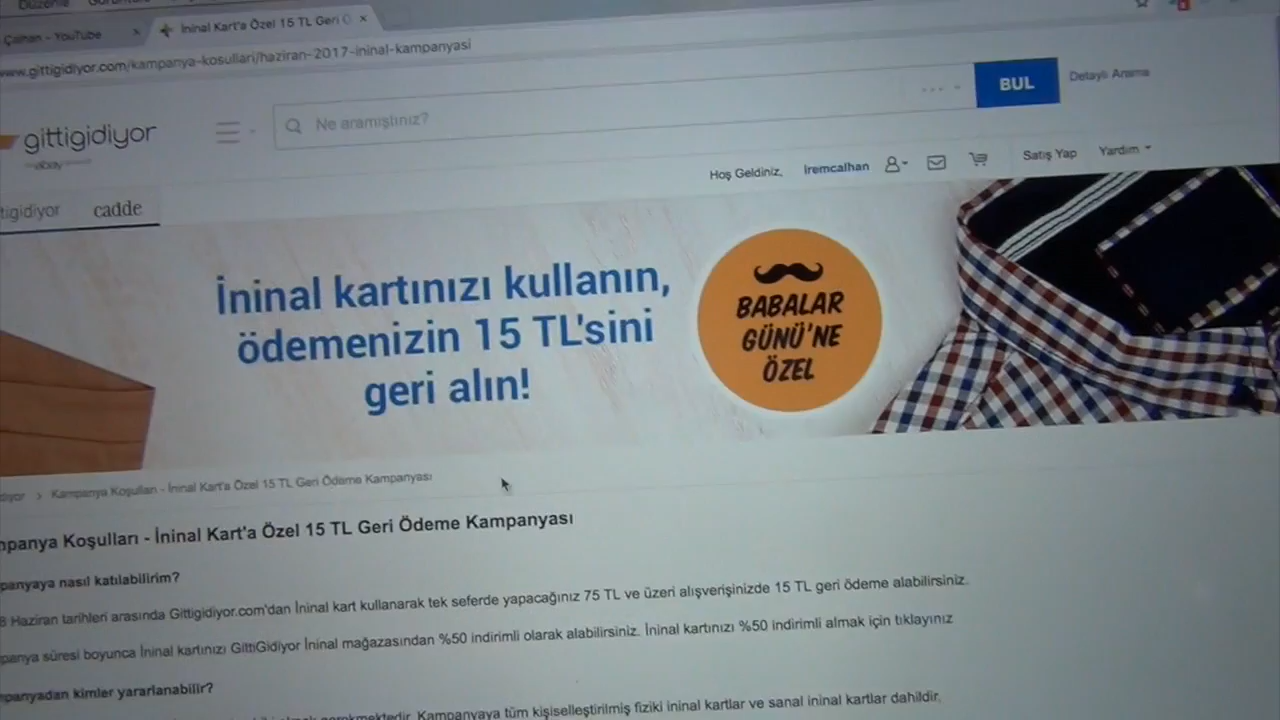 Düzenle
Çalhan - YouTube
İninal Kart'a Özel 15 TL Geri
www.gittigidiyor.com/kampanya-kosullari/haziran-2017-ininal-kampanyasi
gittigidiyor
Ne aramıştınız?
BUL
Detaylı Arama
Hoş Geldiniz, iremcalhan
Satış Yap
Yardım
tigidiyor
cadde
İninal kartınızı kullanın,
ödemenizin 15 TL'sini
geri alın!
BABALAR
GÜNÜ'NE
ÖZEL
diyor > Kampanya Koşulları - İninal Kart'a Özel 15 TL Geri Ödeme Kampanyası
mpanya Koşulları - İninal Kart'a Özel 15 TL Geri Ödeme Kampanyası
panyaya nasıl katılabilirim?
8 Haziran tarihleri arasında Gittigidiyor.com'dan İninal kart kullanarak tek seferde yapacağınız 75 TL ve üzeri alışverişinizde 15 TL geri ödeme alabilirsiniz.
panya süresi boyunca İninal kartınızı GittiGidiyor İninal mağazasından %50 indirimli olarak alabilirsiniz. İninal kartınızı %50 indirimli almak için tıklayınız
panyadan kimler yararlanabilir?
gerekmektedir. Kampanyaya tüm kişiselleştirilmiş fiziki ininal kartlar ve sanal ininal kartlar dahildir.